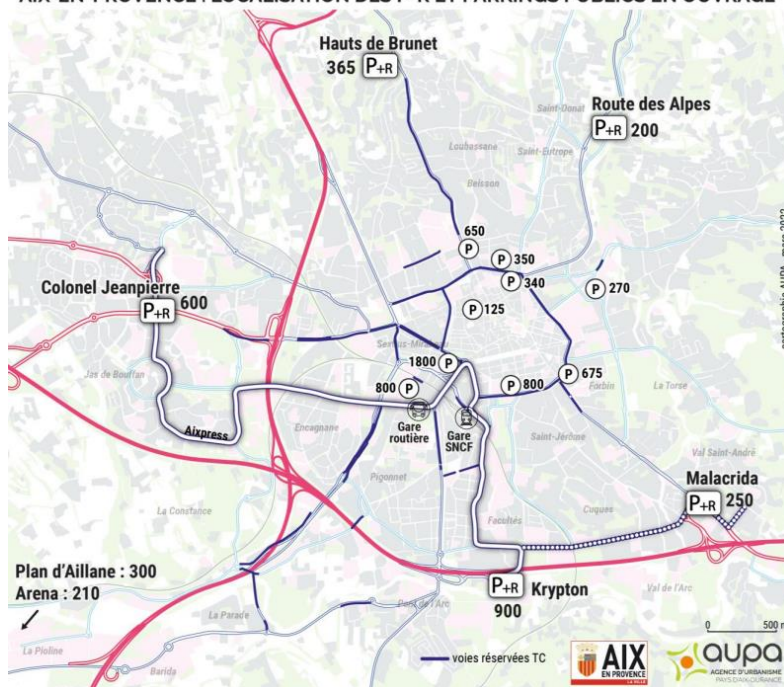 AIX-EN-PROVENCE : LOCALISATION DES P+R ET PARKINGS PUBLICS EN OUVRAGE
Hauts de Brunet
365 P+R
Saint-Donat
Route des Alpes
P+R 200
Loubassane
Saint-Eutrope
Beisson
650
P
P 350
P
340
Colonel Jeanpierre
P+R 600
P 125
P 270
cartographie AUPA - mars 2022
Sextius-Mirabeau
1800 P
675
P
Jas de Bouffan
800 P
P 800
Forbin
La Torse
Aixpress
Gare
routière
Gare
SNCF
Encagnane
Saint-Jérôme
Val Saint-André
Pigonnet
Malacrida
P+R 250
La Constance
Facultés
Cuques
Plan d'Aillane : 300
Arena : 210
P+R Krypton
900
Val de l'Arc
Pont de l'Arc
La Parade
La Pioline
Barida
0 500 m
voies réservées TC
AIX
EN PROVENCE
LA VILLE
aupa
AGENCE D'URBANISME
PAYS D'AIX-DURANCE